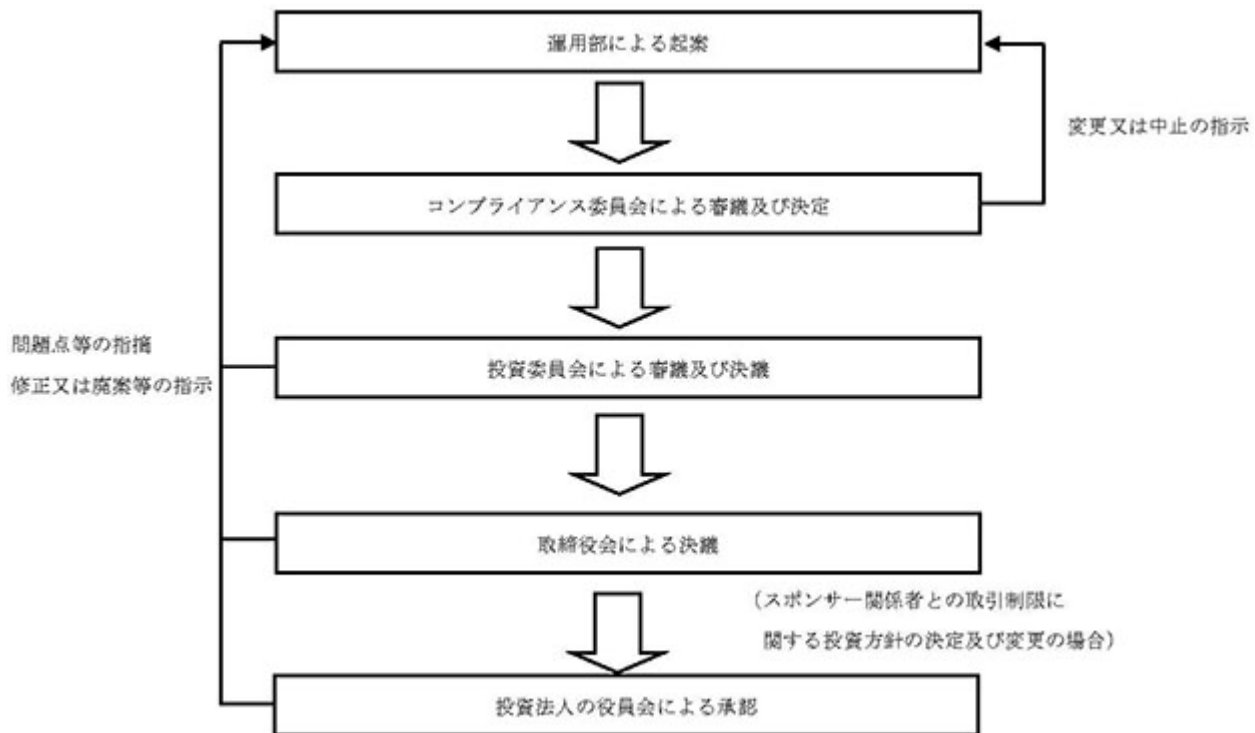 運用部による起案
変更又は中止の指示
コンプライアンス委員会による審議及び決定
問題点等の指摘
修正又は廃案等の指示
投資委員会による審議及び決議
取締役会による決議
（スポンサー関係者との取引制限に
関する投資方針の決定及び変更の場合）
投資法人の役員会による承認